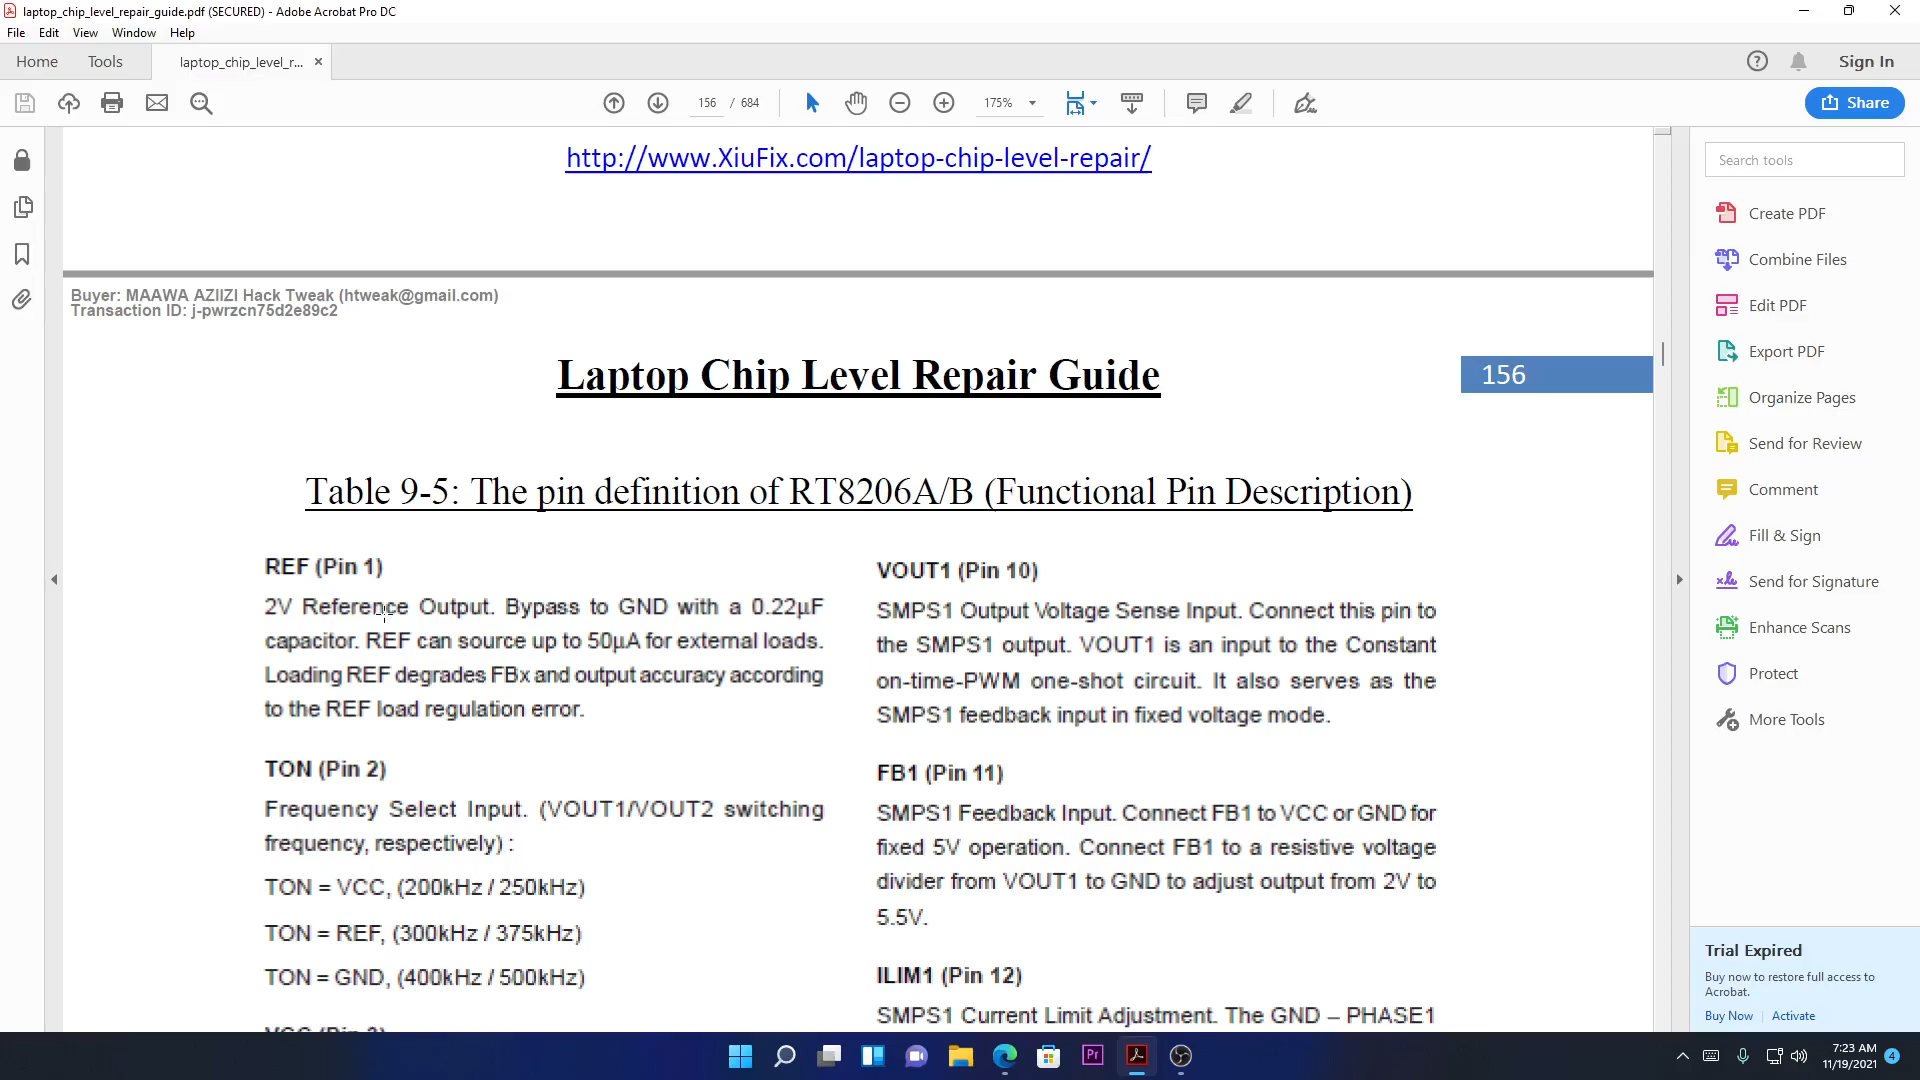 laptop_chip_level_repair_guide.pdf (SECURED) - Adobe Acrobat Pro DC
File Edit View Window Help
Home Tools laptop_chip_level_r... Sign In
156 / 684 175% Share
http://www.XiuFix.com/laptop-chip-level-repair/
Buyer: MAAWA AZIIZI Hack Tweak (htweak@gmail.com)
Transaction ID: j-pwrzcn75d2e89c2
Laptop Chip Level Repair Guide
156
Table 9-5: The pin definition of RT8206A/B (Functional Pin Description)
REF (Pin 1)
2V Reference Output. Bypass to GND with a 0.22µF
capacitor. REF can source up to 50µA for external loads.
Loading REF degrades FBx and output accuracy according
to the REF load regulation error.
TON (Pin 2)
Frequency Select Input. (VOUT1/VOUT2 switching
frequency, respectively) :
TON = VCC, (200kHz / 250kHz)
TON = REF, (300kHz / 375kHz)
TON = GND, (400kHz / 500kHz)
VOUT1 (Pin 10)
SMPS1 Output Voltage Sense Input. Connect this pin to
the SMPS1 output. VOUT1 is an input to the Constant
on-time-PWM one-shot circuit. It also serves as the
SMPS1 feedback input in fixed voltage mode.
FB1 (Pin 11)
SMPS1 Feedback Input. Connect FB1 to VCC or GND for
fixed 5V operation. Connect FB1 to a resistive voltage
divider from VOUT1 to GND to adjust output from 2V to
5.5V.
ILIM1 (Pin 12)
SMPS1 Current Limit Adjustment. The GND – PHASE1
Search tools
Create PDF
Combine Files
Edit PDF
Export PDF
Organize Pages
Send for Review
Comment
Fill & Sign
Send for Signature
Enhance Scans
Protect
More Tools
Trial Expired
Buy now to restore full access to
Acrobat.
Buy Now Activate
Pr
7:23 AM
11/19/2021
4